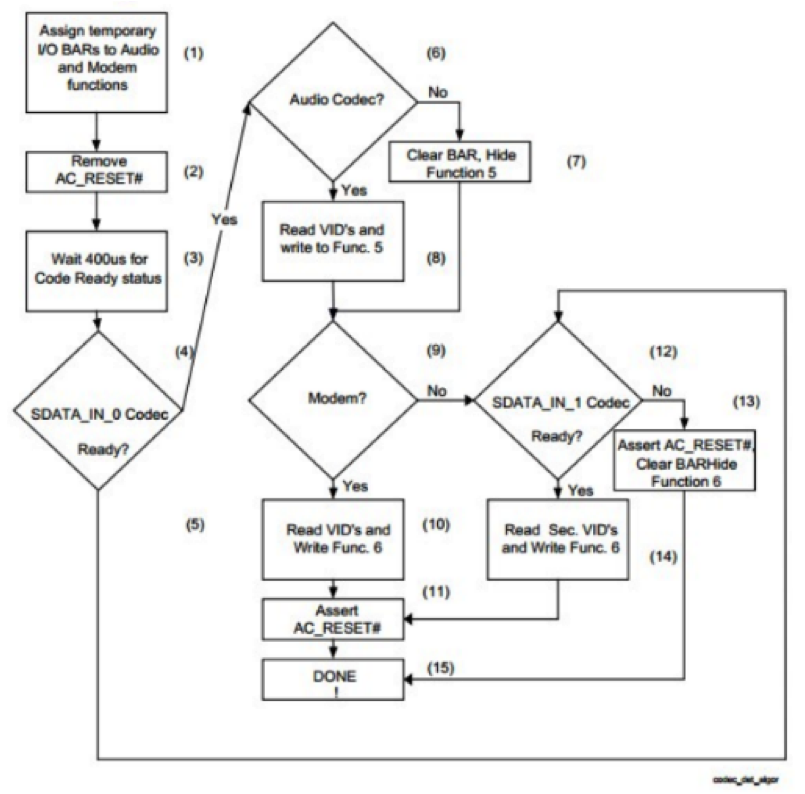 Assign temporary
I/O BARs to Audio
and Modem
functions
(1)
Remove
AC_RESET#
(2)
Wait 400us for
Code Ready status
(3)
(4)
SDATA_IN_0 Codec
Ready?
Yes
(5)
(6)
Audio Codec?
No
Clear BAR, Hide
Function 5
(7)
Yes
Read VID's and
write to Func. 5
(8)
(9)
Modem?
No
(12)
SDATA_IN_1 Codec
Ready?
No
(13)
Assert AC_RESET#,
Clear BARHide
Function 6
Yes
Read VID's and
Write Func. 6
(10)
Yes
Read Sec. VID's
and Write Func. 6
(14)
(11)
Assert
AC_RESET#
DONE
!
(15)
codec_det_algor